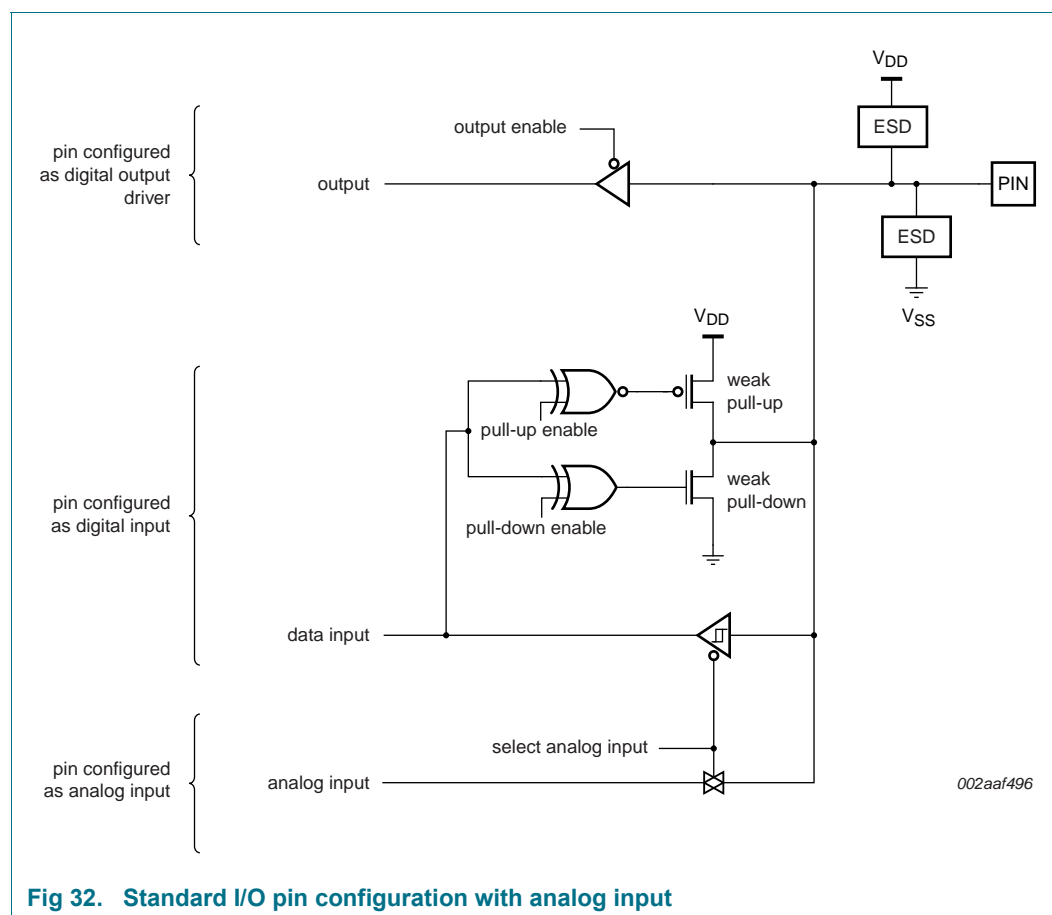 VDD
ESD
output enable
pin configured
as digital output
driver
output
PIN
ESD
VSS
VDD
weak
pull-up
pull-up enable
weak
pull-down
pull-down enable
pin configured
as digital input
data input
select analog input
pin configured
as analog input
analog input
002aaf496
Fig 32. Standard I/O pin configuration with analog input